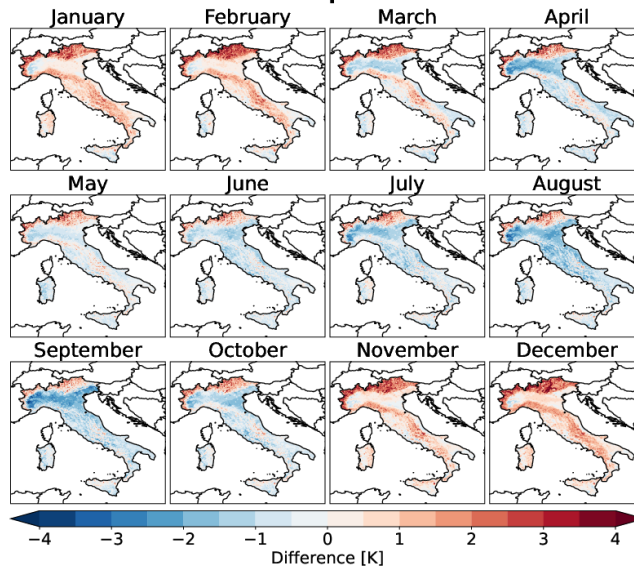 January February March April
May June July August
September October November December
−4 −3 −2 −1 0 1 2 3 4
Difference [K]